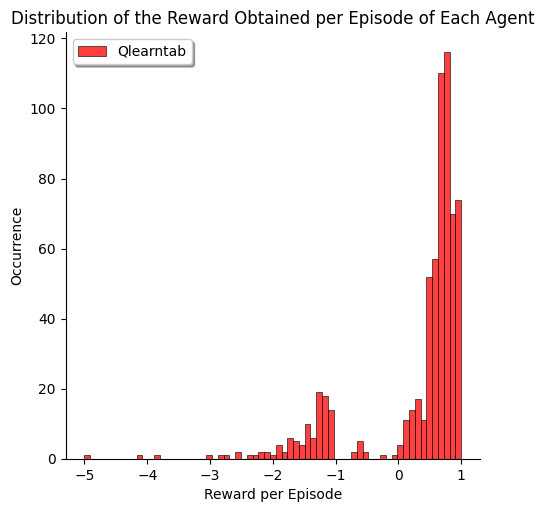 Distribution of the Reward Obtained per Episode of Each Agent
Qlearntab
120
100
80
60
40
20
0
Occurrence
−5 −4 −3 −2 −1 0 1
Reward per Episode